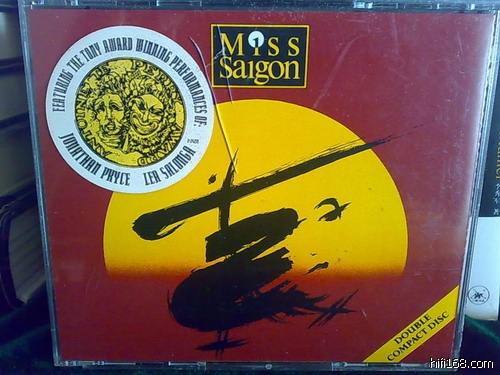 Miss
Saigon
FEATURING THE TONY AWARD WINNING PERFORMANCES OF:
JONATHAN PRYCE LEA SALONGA
DOUBLE
COMPACT DISC
hifi168.com